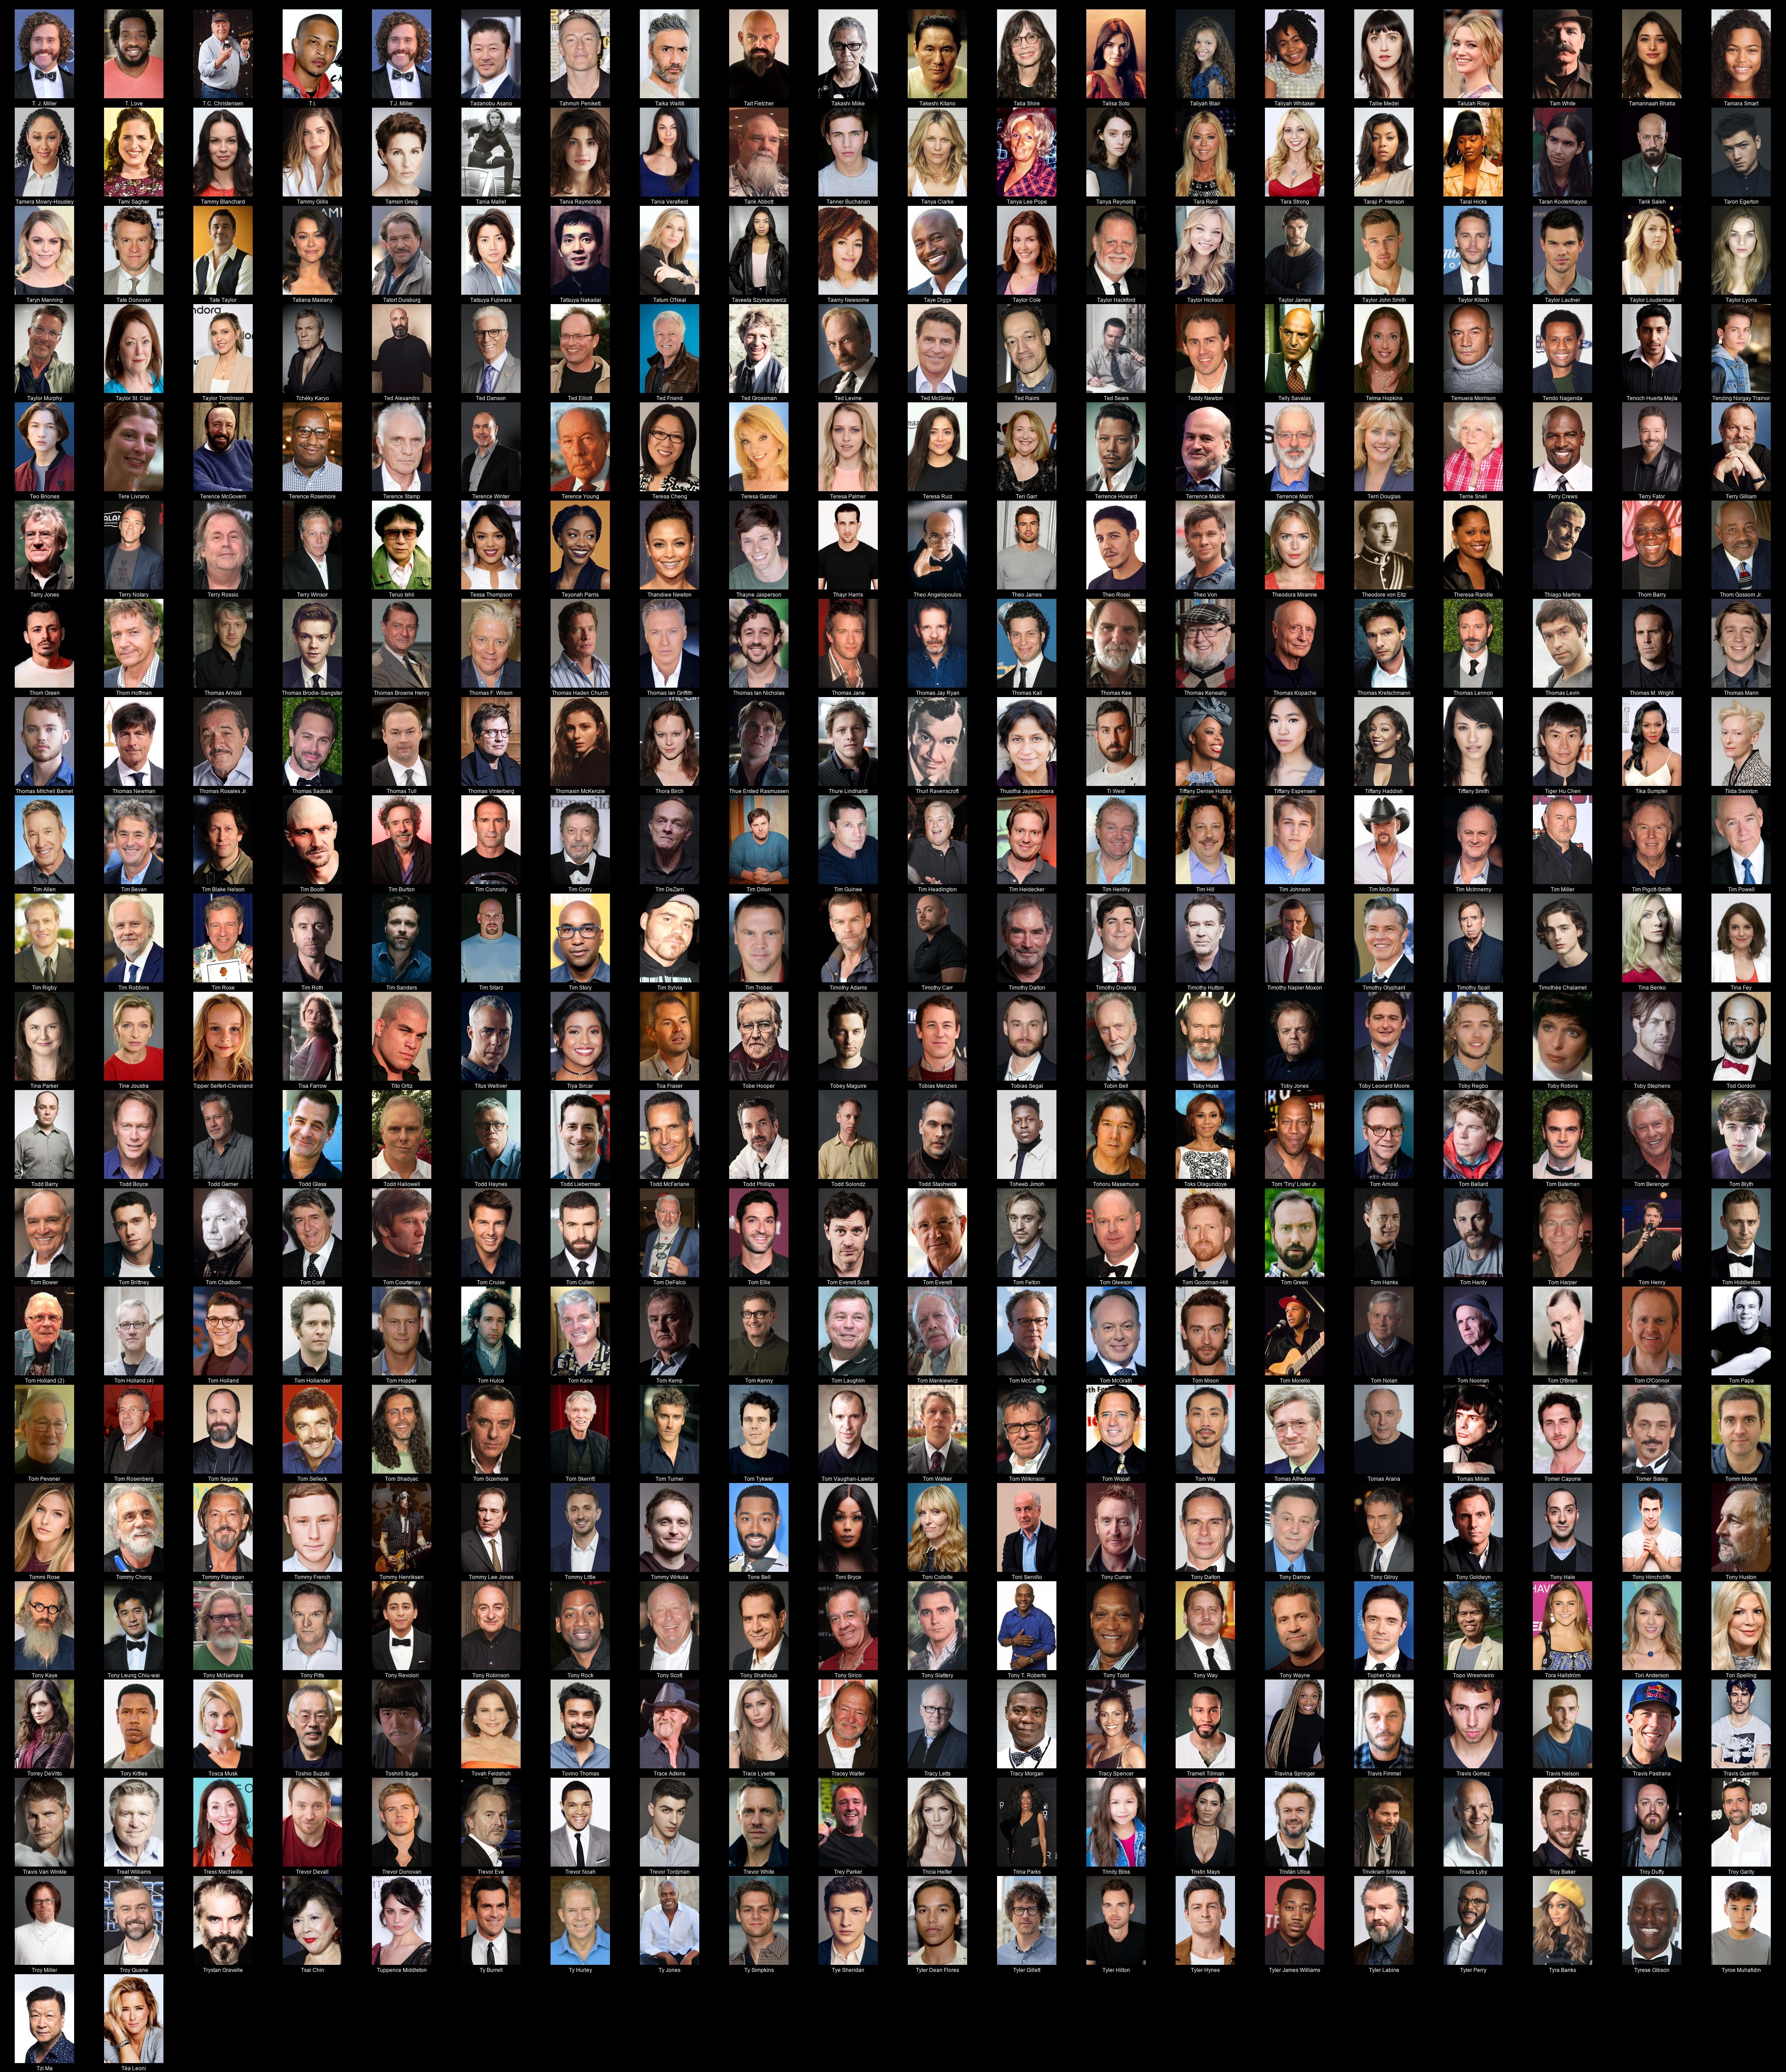 T. J. Miller
T. Love
T.C. Christensen
T.I.
T.J. Miller
Tadanobu Asano
Tahmoh Penikett
Taika Waititi
Tait Fletcher
Takashi Miike
Takeshi Kitano
Talia Shire
Talisa Soto
Taliyah Blair
Taliyah Whitaker
Tallie Medel
Talulah Riley
Tam White
Tamannaah Bhatia
Tamara Smart
Tamera Mowry-Housley
Tami Sagher
Tammy Blanchard
Tammy Gillis
Tamsin Greig
Tania Mallet
Tania Raymonde
Tania Verafield
Tank Abbott
Tanner Buchanan
Tanya Clarke
Tanya Lee Pope
Tanya Reynolds
Tara Reid
Tara Strong
Taraji P. Henson
Taral Hicks
Taran Kootenhayoo
Tarik Saleh
Taron Egerton
Taryn Manning
Tate Donovan
Tate Taylor
Tatiana Maslany
Tatort Duisburg
Tatsuya Fujiwara
Tatsuya Nakadai
Tatum O'Neal
Taveeta Szymanowicz
Tawny Newsome
Taye Diggs
Taylor Cole
Taylor Hackford
Taylor Hickson
Taylor James
Taylor John Smith
Taylor Kitsch
Taylor Lautner
Taylor Louderman
Taylor Lyons
Taylor Murphy
Taylor St. Clair
Taylor Tomlinson
Tchéky Karyo
Ted Alexandro
Ted Danson
Ted Elliott
Ted Friend
Ted Grossman
Ted Levine
Ted McGinley
Ted Raimi
Ted Sears
Teddy Newton
Telly Savalas
Telma Hopkins
Temuera Morrison
Tendo Nagenda
Tenoch Huerta Mejía
Tenzing Norgay Trainor
Teo Briones
Tere Livrano
Terence McGovern
Terence Rosemore
Terence Stamp
Terence Winter
Terence Young
Teresa Cheng
Teresa Ganzel
Teresa Palmer
Teresa Ruiz
Teri Garr
Terrence Howard
Terrence Malick
Terrence Mann
Terri Douglas
Terrie Snell
Terry Crews
Terry Fator
Terry Gilliam
Terry Jones
Terry Notary
Terry Rossio
Terry Winsor
Teruo Ishii
Tessa Thompson
Teyonah Parris
Thandiwe Newton
Thayne Jasperson
Thayr Harris
Theo Angelopoulos
Theo James
Theo Rossi
Theo Von
Theodora Miranne
Theodore von Eltz
Theresa Randle
Thiago Martins
Thom Barry
Thom Gossom Jr.
Thom Green
Thom Hoffman
Thomas Arnold
Thomas Brodie-Sangster
Thomas Browne Henry
Thomas F. Wilson
Thomas Haden Church
Thomas Ian Griffith
Thomas Ian Nicholas
Thomas Jane
Thomas Jay Ryan
Thomas Kail
Thomas Kee
Thomas Keneally
Thomas Kopache
Thomas Kretschmann
Thomas Lennon
Thomas Levin
Thomas M. Wright
Thomas Mann
Thomas Mitchell Barnet
Thomas Newman
Thomas Rosales Jr.
Thomas Sadoski
Thomas Tull
Thomas Vinterberg
Thomasin McKenzie
Thora Birch
Thue Ersted Rasmussen
Thure Lindhardt
Thurl Ravenscroft
Thusitha Jayasundera
Ti West
Tiffany Denise Hobbs
Tiffany Espensen
Tiffany Haddish
Tiffany Smith
Tiger Hu Chen
Tika Sumpter
Tilda Swinton
Tim Allen
Tim Bevan
Tim Blake Nelson
Tim Booth
Tim Burton
Tim Connolly
Tim Curry
Tim DeZarn
Tim Dillon
Tim Guinee
Tim Headington
Tim Heidecker
Tim Herlihy
Tim Hill
Tim Johnson
Tim McGraw
Tim McInnerny
Tim Miller
Tim Pigott-Smith
Tim Powell
Tim Rigby
Tim Robbins
Tim Rose
Tim Roth
Tim Sanders
Tim Sitarz
Tim Story
Tim Sylvia
Tim Trobec
Timothy Adams
Timothy Carr
Timothy Dalton
Timothy Dowling
Timothy Hutton
Timothy Napier Moxon
Timothy Olyphant
Timothy Spall
Timothée Chalamet
Tina Benko
Tina Fey
Tina Parker
Tine Joustra
Tipper Seifert-Cleveland
Tisa Farrow
Tito Ortiz
Titus Welliver
Tiya Sircar
Toa Fraser
Tobe Hooper
Tobey Maguire
Tobias Menzies
Tobias Segal
Tobin Bell
Toby Huss
Toby Jones
Toby Leonard Moore
Toby Regbo
Toby Robins
Toby Stephens
Tod Gordon
Todd Barry
Todd Boyce
Todd Garner
Todd Glass
Todd Hallowell
Todd Haynes
Todd Lieberman
Todd McFarlane
Todd Phillips
Todd Solondz
Todd Stashwick
Toheeb Jimoh
Tohoru Masamune
Toks Olagundoye
Tom 'Tiny' Lister Jr.
Tom Arnold
Tom Ballard
Tom Bateman
Tom Berenger
Tom Blyth
Tom Bower
Tom Brittney
Tom Chadbon
Tom Conti
Tom Courtenay
Tom Cruise
Tom Cullen
Tom DeFalco
Tom Ellis
Tom Everett Scott
Tom Everett
Tom Felton
Tom Gleeson
Tom Goodman-Hill
Tom Green
Tom Hanks
Tom Hardy
Tom Harper
Tom Henry
Tom Hiddleston
Tom Holland (2)
Tom Holland (4)
Tom Holland
Tom Hollander
Tom Hopper
Tom Hulce
Tom Kane
Tom Kemp
Tom Kenny
Tom Laughlin
Tom Mankiewicz
Tom McCarthy
Tom McGrath
Tom Mison
Tom Morello
Tom Nolan
Tom Noonan
Tom O'Brien
Tom O'Connor
Tom Papa
Tom Pevsner
Tom Rosenberg
Tom Segura
Tom Selleck
Tom Shadyac
Tom Sizemore
Tom Skerritt
Tom Turner
Tom Tykwer
Tom Vaughan-Lawlor
Tom Walker
Tom Wilkinson
Tom Wopat
Tom Wu
Tomas Alfredson
Tomas Arana
Tomas Milian
Tomer Capone
Tomer Sisley
Tomm Moore
Tommi Rose
Tommy Chong
Tommy Flanagan
Tommy French
Tommy Henriksen
Tommy Lee Jones
Tommy Little
Tommy Wirkola
Tone Bell
Toni Bryce
Toni Collette
Toni Servillo
Tony Curran
Tony Dalton
Tony Darrow
Tony Gilroy
Tony Goldwyn
Tony Hale
Tony Hinchcliffe
Tony Huston
Tony Kaye
Tony Leung Chiu-wai
Tony McNamara
Tony Pitts
Tony Revolori
Tony Robinson
Tony Rock
Tony Scott
Tony Shalhoub
Tony Sirico
Tony Slattery
Tony T. Roberts
Tony Todd
Tony Way
Tony Wayne
Topher Grace
Topo Wresniwiro
Tora Hallström
Tori Anderson
Tori Spelling
Torrey DeVitto
Tory Kittles
Tosca Musk
Toshio Suzuki
Toshirô Suga
Tovah Feldshuh
Tovino Thomas
Trace Adkins
Trace Lysette
Tracey Walter
Tracy Letts
Tracy Morgan
Tracy Spencer
Tramell Tillman
Travina Springer
Travis Fimmel
Travis Gomez
Travis Nelson
Travis Pastrana
Travis Quentin
Travis Van Winkle
Treat Williams
Tress MacNeille
Trevor Devall
Trevor Donovan
Trevor Eve
Trevor Noah
Trevor Tordjman
Trevor White
Trey Parker
Tricia Helfer
Trina Parks
Trinity Bliss
Tristin Mays
Tristán Ulloa
Trivikram Srinivas
Troels Lyby
Troy Baker
Troy Duffy
Troy Garity
Troy Miller
Troy Quane
Trystan Gravelle
Tsai Chin
Tuppence Middleton
Ty Burrell
Ty Hurley
Ty Jones
Ty Simpkins
Tye Sheridan
Tyler Dean Flores
Tyler Gillett
Tyler Hilton
Tyler Hynes
Tyler James Williams
Tyler Labine
Tyler Perry
Tyra Banks
Tyrese Gibson
Tyroe Muhafidin
Tzi Ma
Téa Leoni